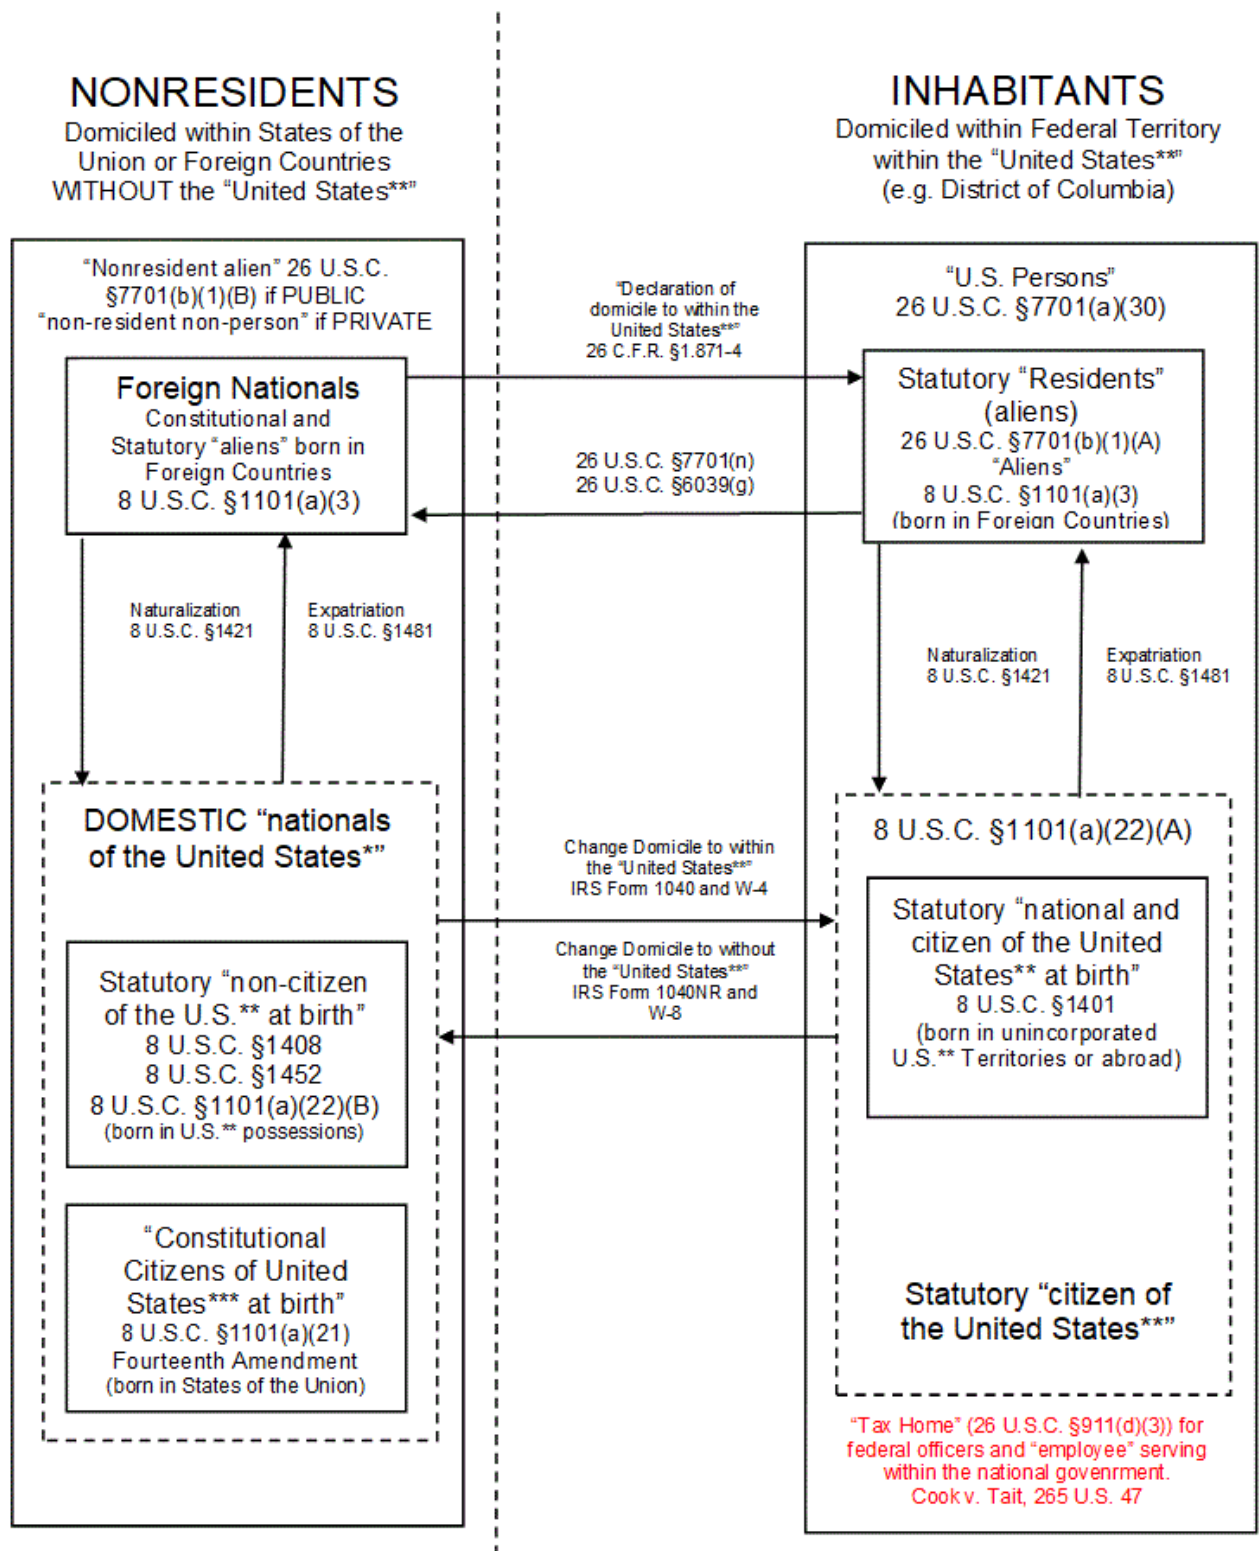 NONRESIDENTS
Domiciled within States of the
Union or Foreign Countries
WITHOUT the “United States**”
INHABITANTS
Domiciled within Federal Territory
within the “United States**”
(e.g. District of Columbia)
“Nonresident alien” 26 U.S.C.
§7701(b)(1)(B) if PUBLIC
“non-resident non-person” if PRIVATE
Foreign Nationals
Constitutional and
Statutory “aliens” born in
Foreign Countries
8 U.S.C. §1101(a)(3)
“Declaration of
domicile to within the
United States**”
26 C.F.R. §1.871-4
26 U.S.C. §7701(n)
26 U.S.C. §6039(g)
“U.S. Persons”
26 U.S.C. §7701(a)(30)
Statutory “Residents”
(aliens)
26 U.S.C. §7701(b)(1)(A)
“Aliens”
8 U.S.C. §1101(a)(3)
(born in Foreign Countries)
Naturalization
8 U.S.C. §1421
Expatriation
8 U.S.C. §1481
Naturalization
8 U.S.C. §1421
Expatriation
8 U.S.C. §1481
DOMESTIC “nationals
of the United States*”
Statutory “non-citizen
of the U.S.** at birth”
8 U.S.C. §1408
8 U.S.C. §1452
8 U.S.C. §1101(a)(22)(B)
(born in U.S.** possessions)
“Constitutional
Citizens of United
States*** at birth”
8 U.S.C. §1101(a)(21)
Fourteenth Amendment
(born in States of the Union)
Change Domicile to within
the “United States**”
IRS Form 1040 and W-4
Change Domicile to without
the “United States**”
IRS Form 1040NR and
W-8
8 U.S.C. §1101(a)(22)(A)
Statutory “national and
citizen of the United
States** at birth”
8 U.S.C. §1401
(born in unincorporated
U.S.** Territories or abroad)
Statutory “citizen of
the United States**”
“Tax Home” (26 U.S.C. §911(d)(3)) for
federal officers and “employee” serving
within the national govenrment.
Cook v. Tait, 265 U.S. 47